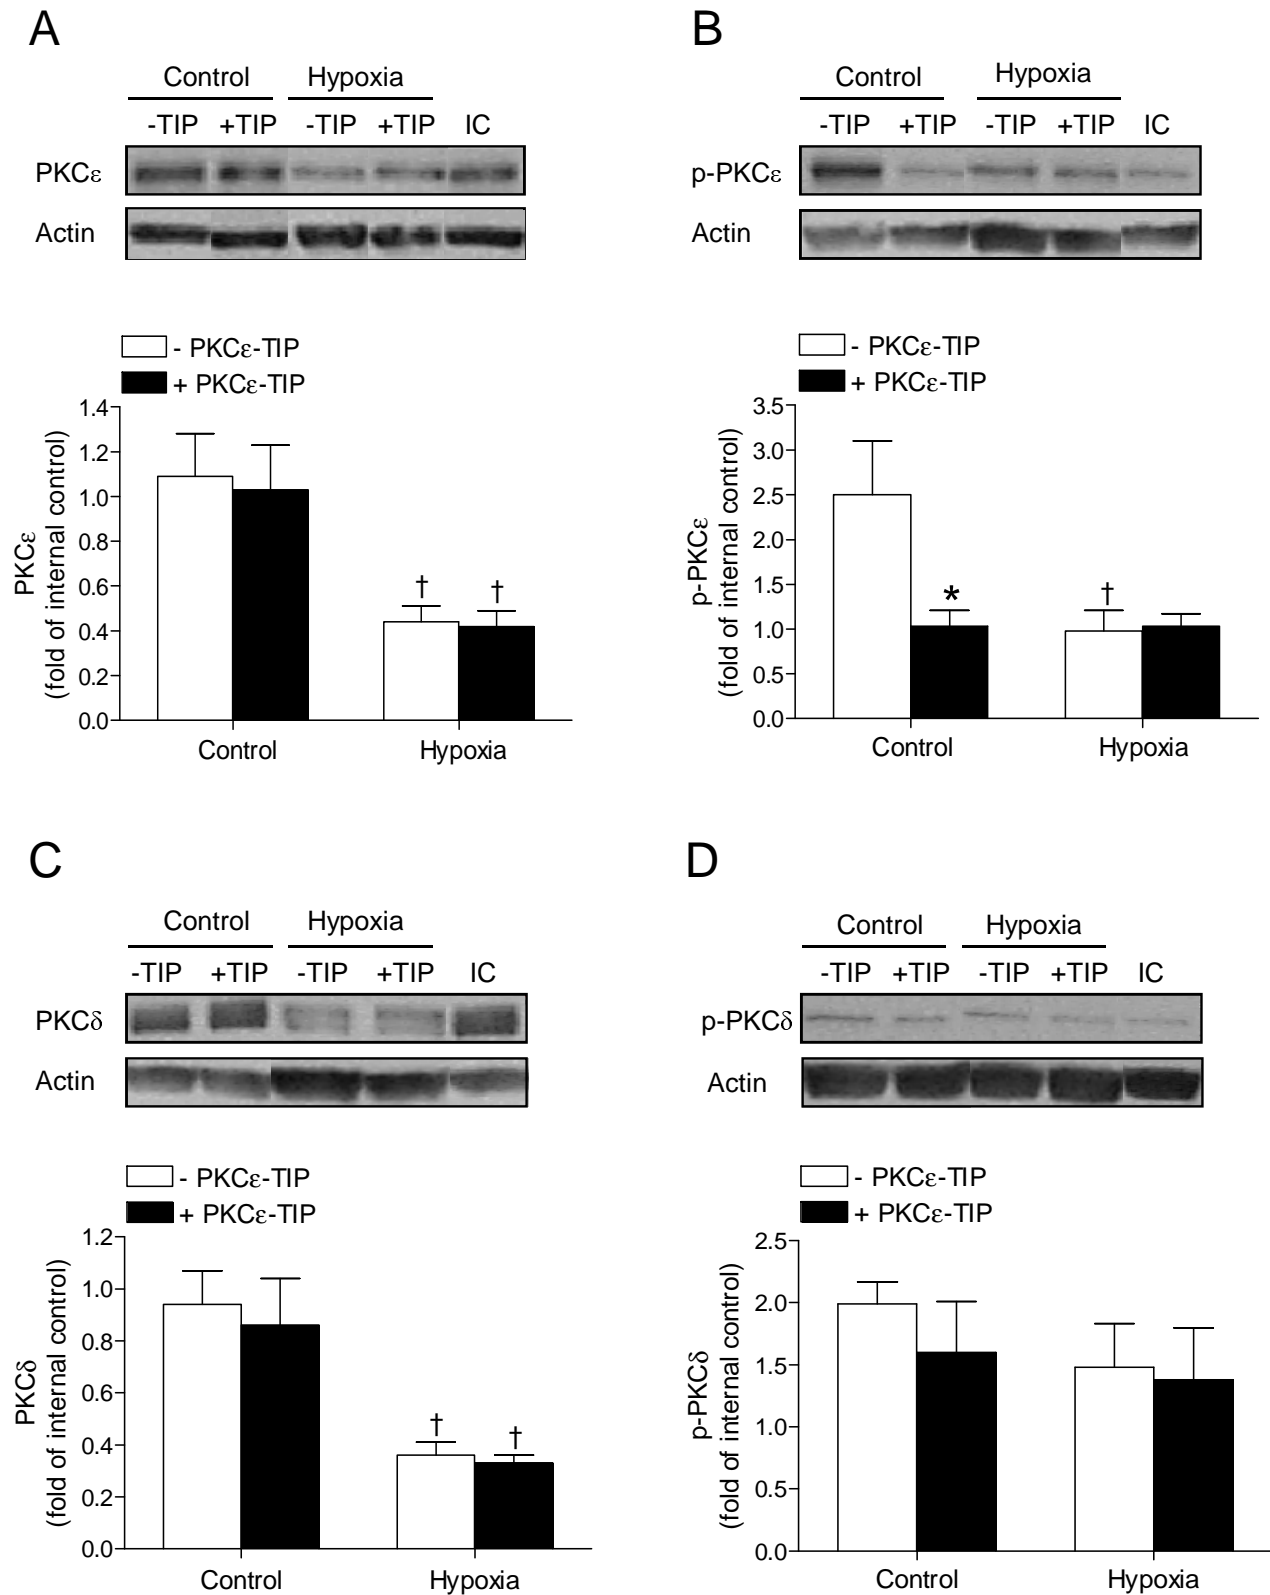 A
Control Hypoxia
-TIP +TIP -TIP +TIP IC
PKCε
Actin
- PKCε-TIP
+ PKCε-TIP
PKCε
(fold of internal control)
1.4
1.2
1.0
0.8
0.6
0.4
0.2
0.0
† †
Control Hypoxia
B
Control Hypoxia
-TIP +TIP -TIP +TIP IC
p-PKCε
Actin
- PKCε-TIP
+ PKCε-TIP
p-PKCε
(fold of internal control)
3.5
3.0
2.5
2.0
1.5
1.0
0.5
0.0
* †
Control Hypoxia
C
Control Hypoxia
-TIP +TIP -TIP +TIP IC
PKCδ
Actin
- PKCε-TIP
+ PKCε-TIP
PKCδ
(fold of internal control)
1.2
1.0
0.8
0.6
0.4
0.2
0.0
† †
Control Hypoxia
D
Control Hypoxia
-TIP +TIP -TIP +TIP IC
p-PKCδ
Actin
- PKCε-TIP
+ PKCε-TIP
p-PKCδ
(fold of internal control)
2.5
2.0
1.5
1.0
0.5
0.0
Control Hypoxia